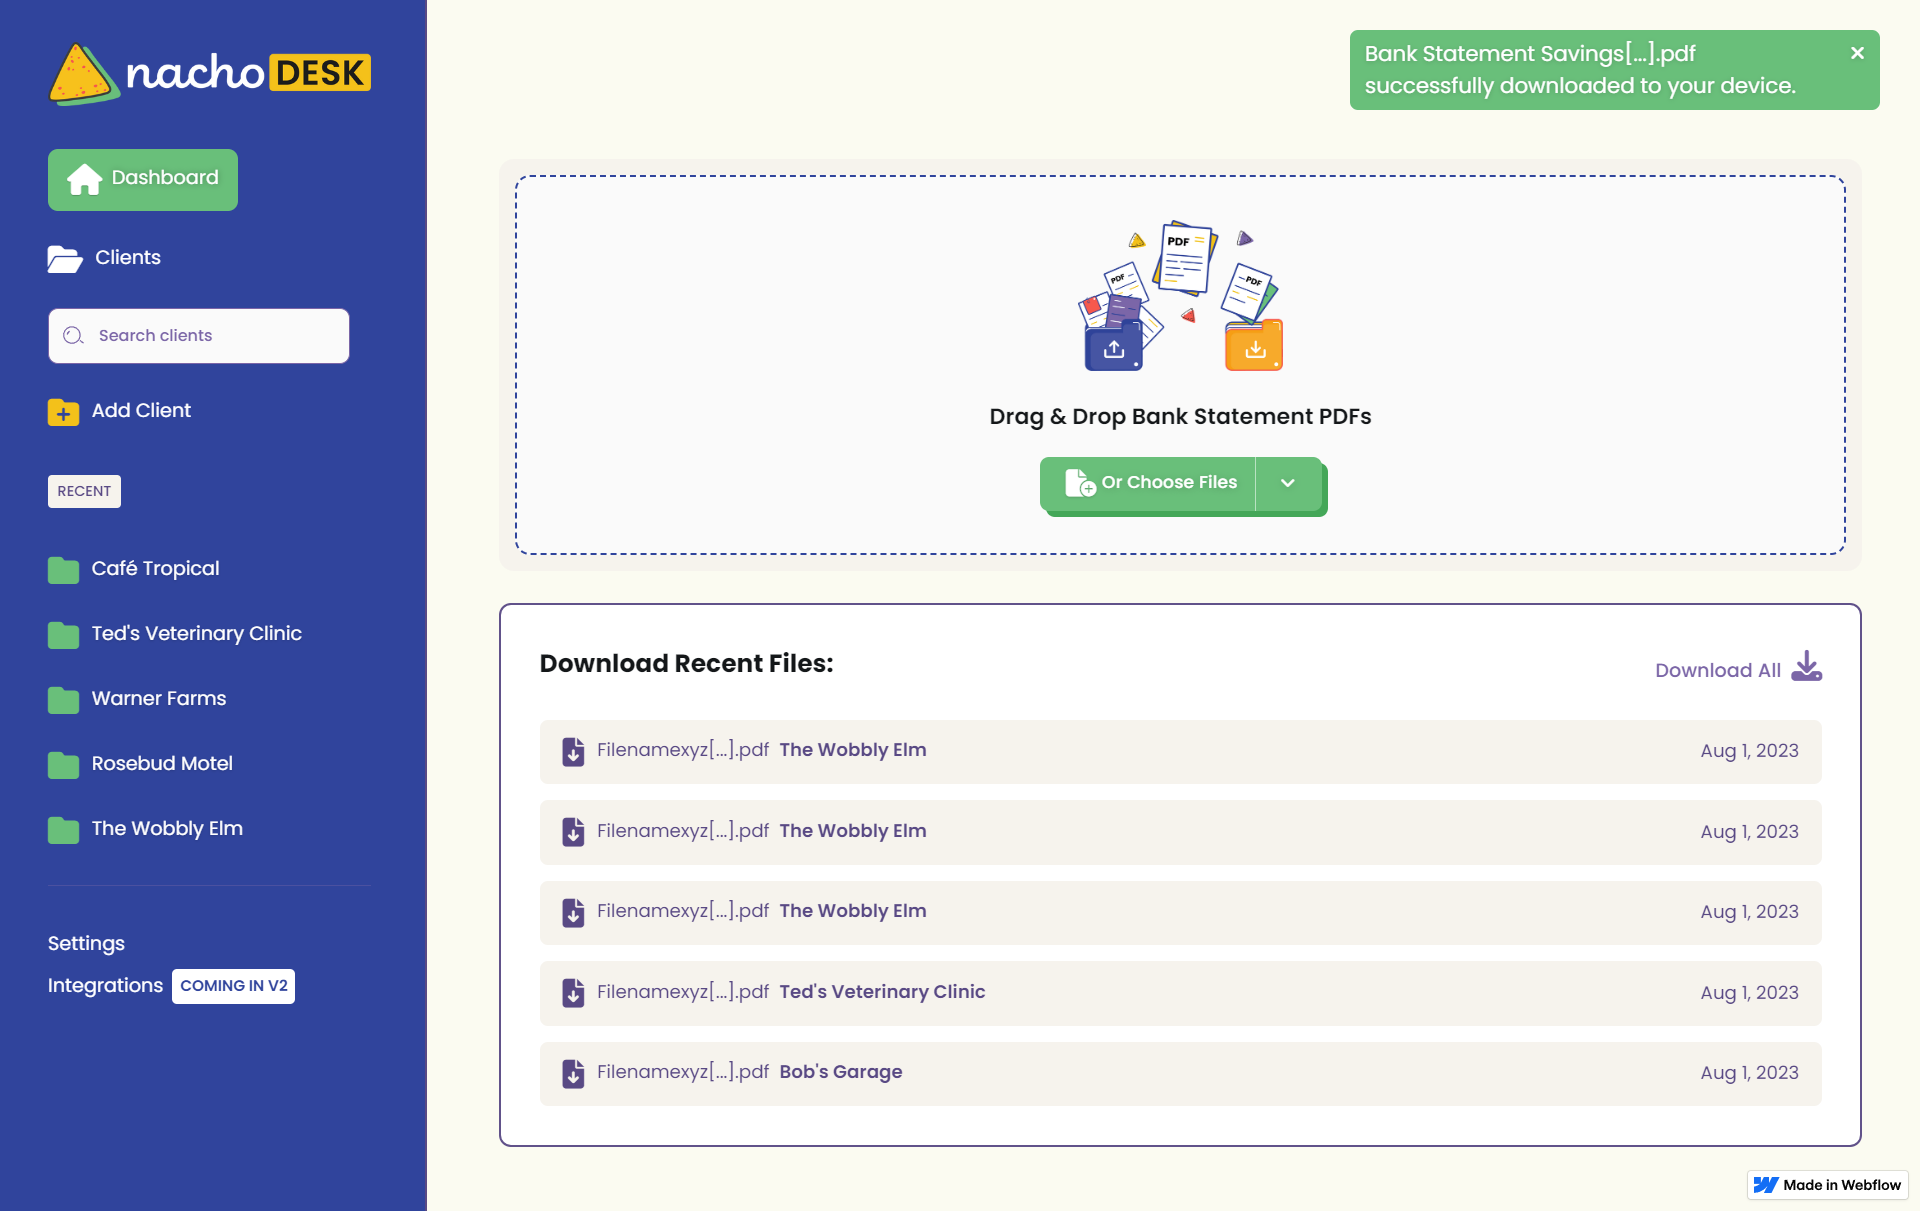 nacho DESK
Dashboard
Clients
Search clients
Add Client
RECENT
Café Tropical
Ted's Veterinary Clinic
Warner Farms
Rosebud Motel
The Wobbly Elm
Settings
Integrations COMING IN V2
Bank Statement Savings[...].pdf
successfully downloaded to your device.
PDF
PDF
PDF
Drag & Drop Bank Statement PDFs
Or Choose Files
Download Recent Files:
Download All
Filenamexyz[...].pdf The Wobbly Elm Aug 1, 2023
Filenamexyz[...].pdf The Wobbly Elm Aug 1, 2023
Filenamexyz[...].pdf The Wobbly Elm Aug 1, 2023
Filenamexyz[...].pdf Ted's Veterinary Clinic Aug 1, 2023
Filenamexyz[...].pdf Bob's Garage Aug 1, 2023
Made in Webflow